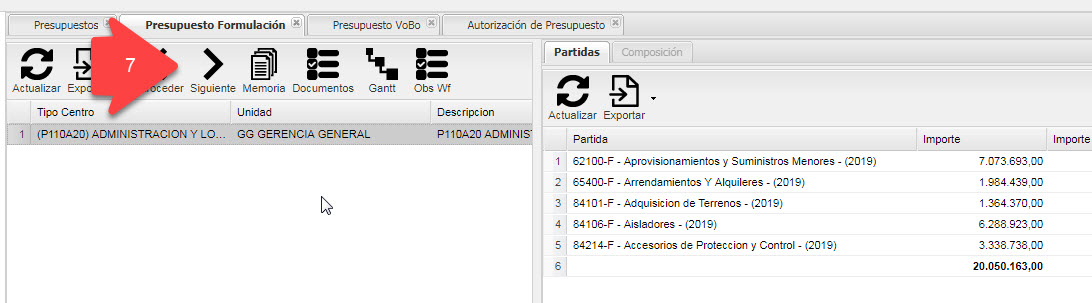 Presupuestos
Presupuesto Formulación
Presupuesto VoBo
Autorización de Presupuesto
7
Actualizar
Expo
oceder
Siguiente
Memoria
Documentos
Gantt
Obs Wf
Tipo Centro
Unidad
Descripcion
1 (P110A20) ADMINISTRACION Y LO... GG GERENCIA GENERAL P110A20 ADMINIS
Partidas
Composición
Actualizar
Exportar
Partida Importe Importe
1 62100-F - Aprovisionamientos y Suministros Menores - (2019) 7.073.693,00
2 65400-F - Arrendamientos Y Alquileres - (2019) 1.984.439,00
3 84101-F - Adquisicion de Terrenos - (2019) 1.364.370,00
4 84106-F - Aisladores - (2019) 6.288.923,00
5 84214-F - Accesorios de Proteccion y Control - (2019) 3.338.738,00
6 20.050.163,00